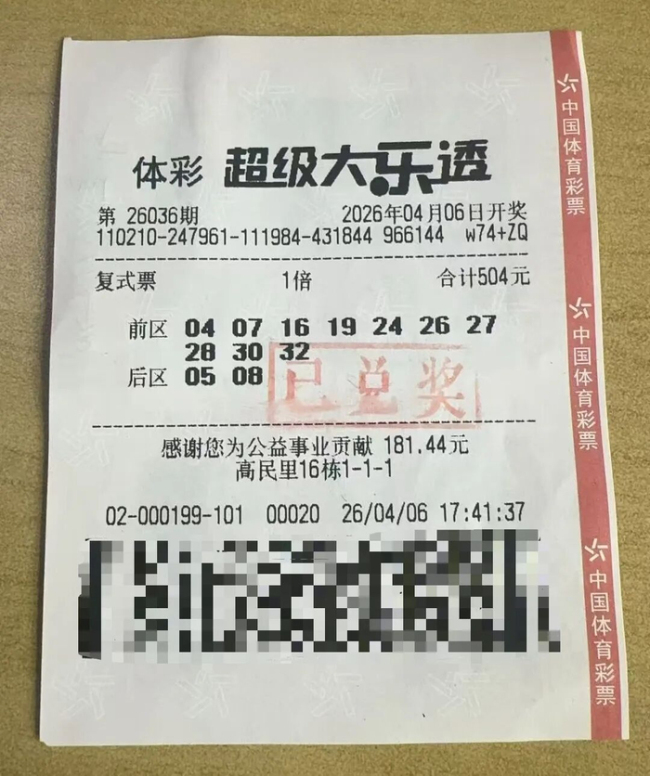 体彩 超级大乐透
第 26036期 2026年04月06日开奖
110210-247961-111984-431844 966144 w74+ZQ
复式票 1倍 合计504元
前区 04 07 16 19 24 26 27
28 30 32
后区 05 08
已兑奖
感谢您为公益事业贡献 181.44元
高民里16栋1-1-1
02-000199-101 00020 26/04/06 17:41:37
中国体育彩票
中国体育彩票
中国体育彩票